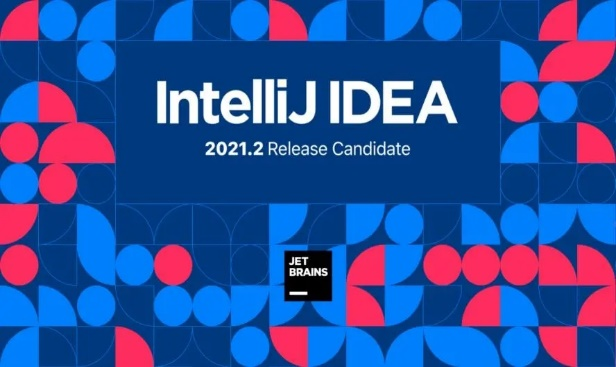 IntelliJ IDEA
2021.2 Release Candidate
JET
BRAINS